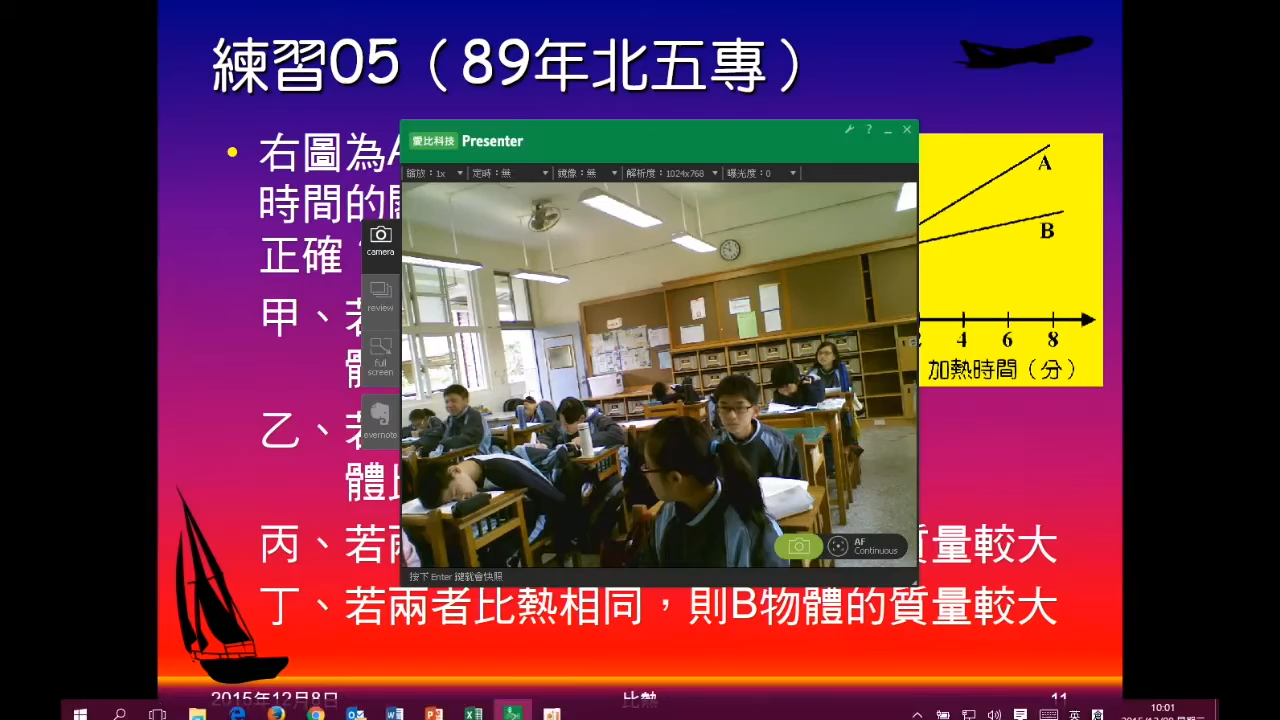 練習05（89年北五專）
右圖為
時間的
正確
甲、
乙、
體
丙、若 質量較大
丁、若兩者比熱相同，則B物體的質量較大
愛比科技 Presenter
縮放：1x 定時：無 鏡像：無 解析度：1024x768 曝光度：0
camera
review
full
screen
evernote
AF
Continuous
按下 Enter 鍵就會快照
A
B
4 6 8
加熱時間（分）
2015年12月8日 比熱 11
英 10:01